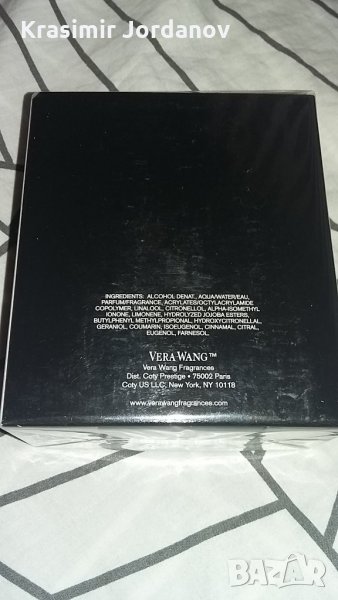 Krasimir Jordanov
INGREDIENTS: ALCOHOL DENAT., AQUA/WATER/EAU,
PARFUM/FRAGRANCE, ACRYLATES/OCTYLACRYLAMIDE
COPOLYMER, LINALOOL, CITRONELLOL, ALPHA-ISOMETHYL
IONONE, LIMONENE, HYDROLYZED JOJOBA ESTERS,
BUTYLPHENYL METHYLPROPIONAL, HYDROXYCITRONELLAL,
GERANIOL, COUMARIN, ISOEUGENOL, CINNAMAL, CITRAL,
EUGENOL, FARNESOL.
VERA WANG™
Vera Wang Fragrances
Dist. Coty Prestige • 75002 Paris
Coty US LLC, New York, NY 10118
www.verawangfragrances.com
BAZAR